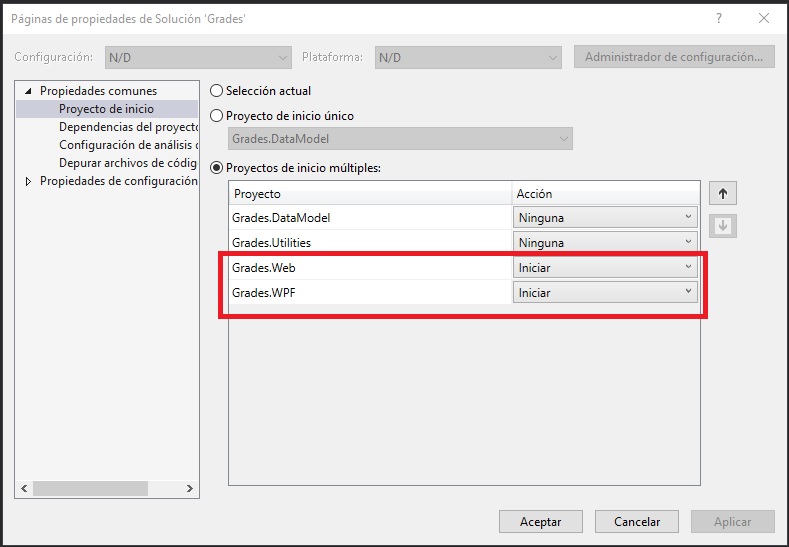 Páginas de propiedades de Solución 'Grades'
Configuración: N/D Plataforma: N/D Administrador de configuración...
Propiedades comunes
Proyecto de inicio
Dependencias del proyecto
Configuración de análisis
Depurar archivos de códig
Propiedades de configuración
Selección actual
Proyecto de inicio único
Grades.DataModel
Proyectos de inicio múltiples:
Proyecto Acción
Grades.DataModel Ninguna
Grades.Utilities Ninguna
Grades.Web Iniciar
Grades.WPF Iniciar
Aceptar Cancelar Aplicar